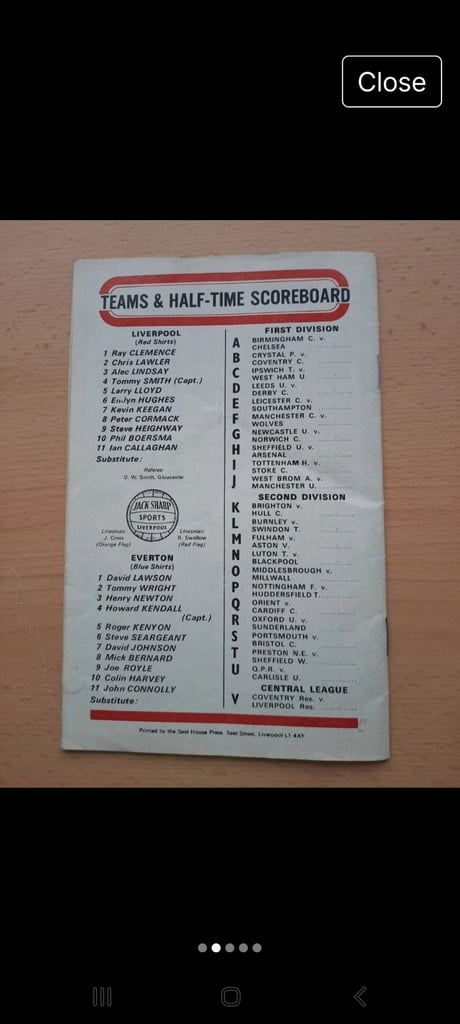 Close
TEAMS & HALF-TIME SCOREBOARD
LIVERPOOL
(Red Shirts)
1 Ray CLEMENCE
2 Chris LAWLER
3 Alec LINDSAY
4 Tommy SMITH (Capt.)
5 Larry LLOYD
6 Emlyn HUGHES
7 Kevin KEEGAN
8 Peter CORMACK
9 Steve HEIGHWAY
10 Phil BOERSMA
11 Ian CALLAGHAN
Substitute:
Referee:
D. W. Smith, Gloucester
JACK SHARP
SPORTS
LIVERPOOL
Linesman:
J. Cross
(Orange Flag)
Linesman:
R. Swallow
(Red Flag)
EVERTON
(Blue Shirts)
1 David LAWSON
2 Tommy WRIGHT
3 Henry NEWTON
4 Howard KENDALL
(Capt.)
5 Roger KENYON
6 Steve SEARGEANT
7 David JOHNSON
8 Mick BERNARD
9 Joe ROYLE
10 Colin HARVEY
11 John CONNOLLY
Substitute:
FIRST DIVISION
A BIRMINGHAM C. v.
CHELSEA
B CRYSTAL P. v.
COVENTRY C.
C IPSWICH T. v.
WEST HAM U.
D LEEDS U. v.
DERBY C.
E LEICESTER C. v.
SOUTHAMPTON
F MANCHESTER C. v.
WOLVES
G NEWCASTLE U. v.
NORWICH C.
H SHEFFIELD U. v.
ARSENAL
I TOTTENHAM H. v.
STOKE C.
J WEST BROM A. v.
MANCHESTER U.
SECOND DIVISION
K BRIGHTON v.
HULL C.
L BURNLEY v.
SWINDON T.
M FULHAM v.
ASTON V.
N LUTON T. v.
BLACKPOOL
O MIDDLESBROUGH v.
MILLWALL
P NOTTINGHAM F. v.
HUDDERSFIELD T.
Q ORIENT v.
CARDIFF C.
R OXFORD U. v.
SUNDERLAND
S PORTSMOUTH v.
BRISTOL C.
T PRESTON N.E. v.
SHEFFIELD W.
U Q.P.R. v.
CARLISLE U.
CENTRAL LEAGUE
V COVENTRY Res. v.
LIVERPOOL Res.
Printed by the Seel House Press, Seel Street, Liverpool L1 4AY